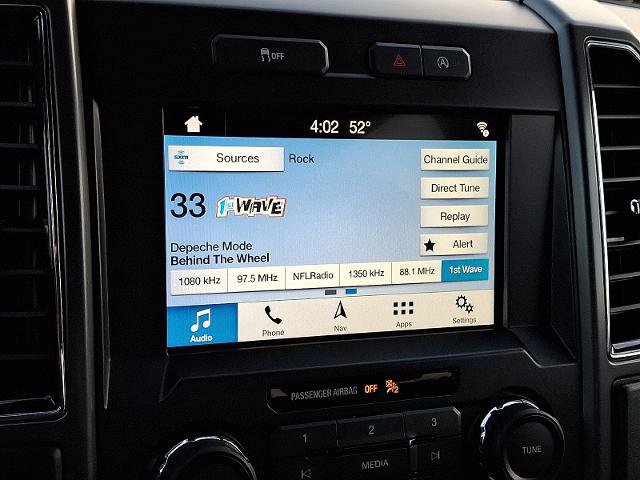 OFF
A
4:02 52°
sxm Sources Rock Channel Guide
Direct Tune
33 1st WAVE
Replay
Alert
Depeche Mode
Behind The Wheel
1080 kHz 97.5 MHz NFLRadio 1350 kHz 88.1 MHz 1st Wave
Audio Phone Nav Apps Settings
PASSENGER AIRBAG OFF 2
1 2 3
MEDIA
TUNE